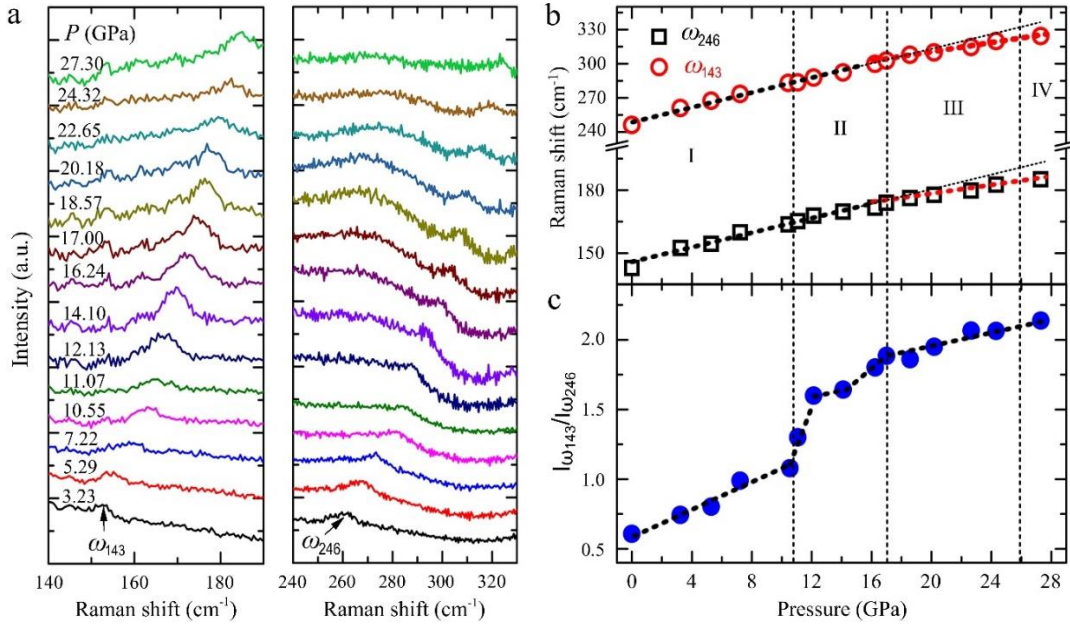 a
P (GPa)
27.30
24.32
22.65
20.18
18.57
17.00
16.24
14.10
12.13
11.07
10.55
7.22
5.29
3.23
ω143
ω246
Intensity (a.u.)
140 160 180
240 260 280 300 320
Raman shift (cm-1)
Raman shift (cm-1)
b
ω246
ω143
330
300
270
240
180
150
Raman shift (cm-1)
I
II
III
IV
c
2.0
1.5
1.0
0.5
Iω143/Iω246
0 4 8 12 16 20 24 28
Pressure (GPa)